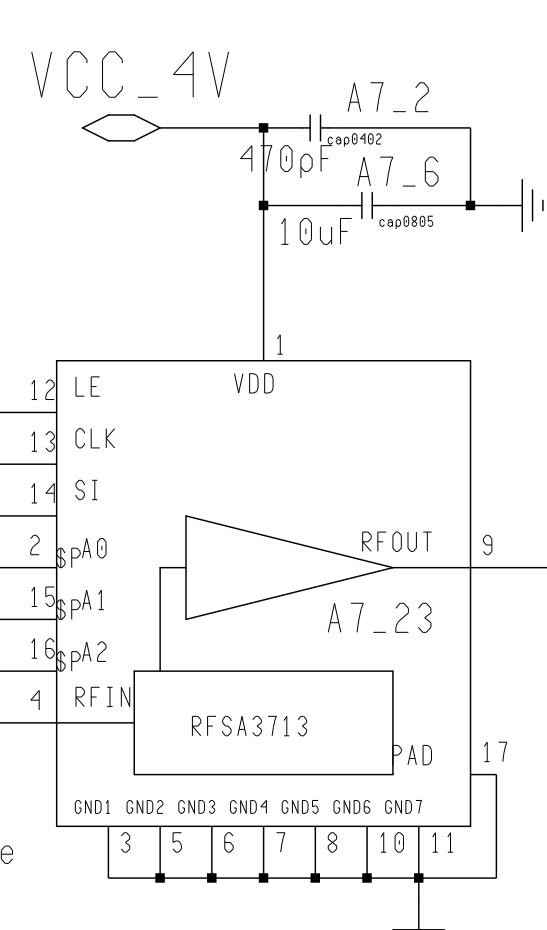 VCC_4V
A7_2
cap0402
470pF
A7_6
cap0805
10uF
1
VDD
12 LE
13 CLK
14 SI
RFOUT 9
2 $pA0
15 $pA1
A7_23
16 $pA2
4 RFIN
RFSA3713
PAD 17
GND1 GND2 GND3 GND4 GND5 GND6 GND7
3 5 6 7 8 10 11
e